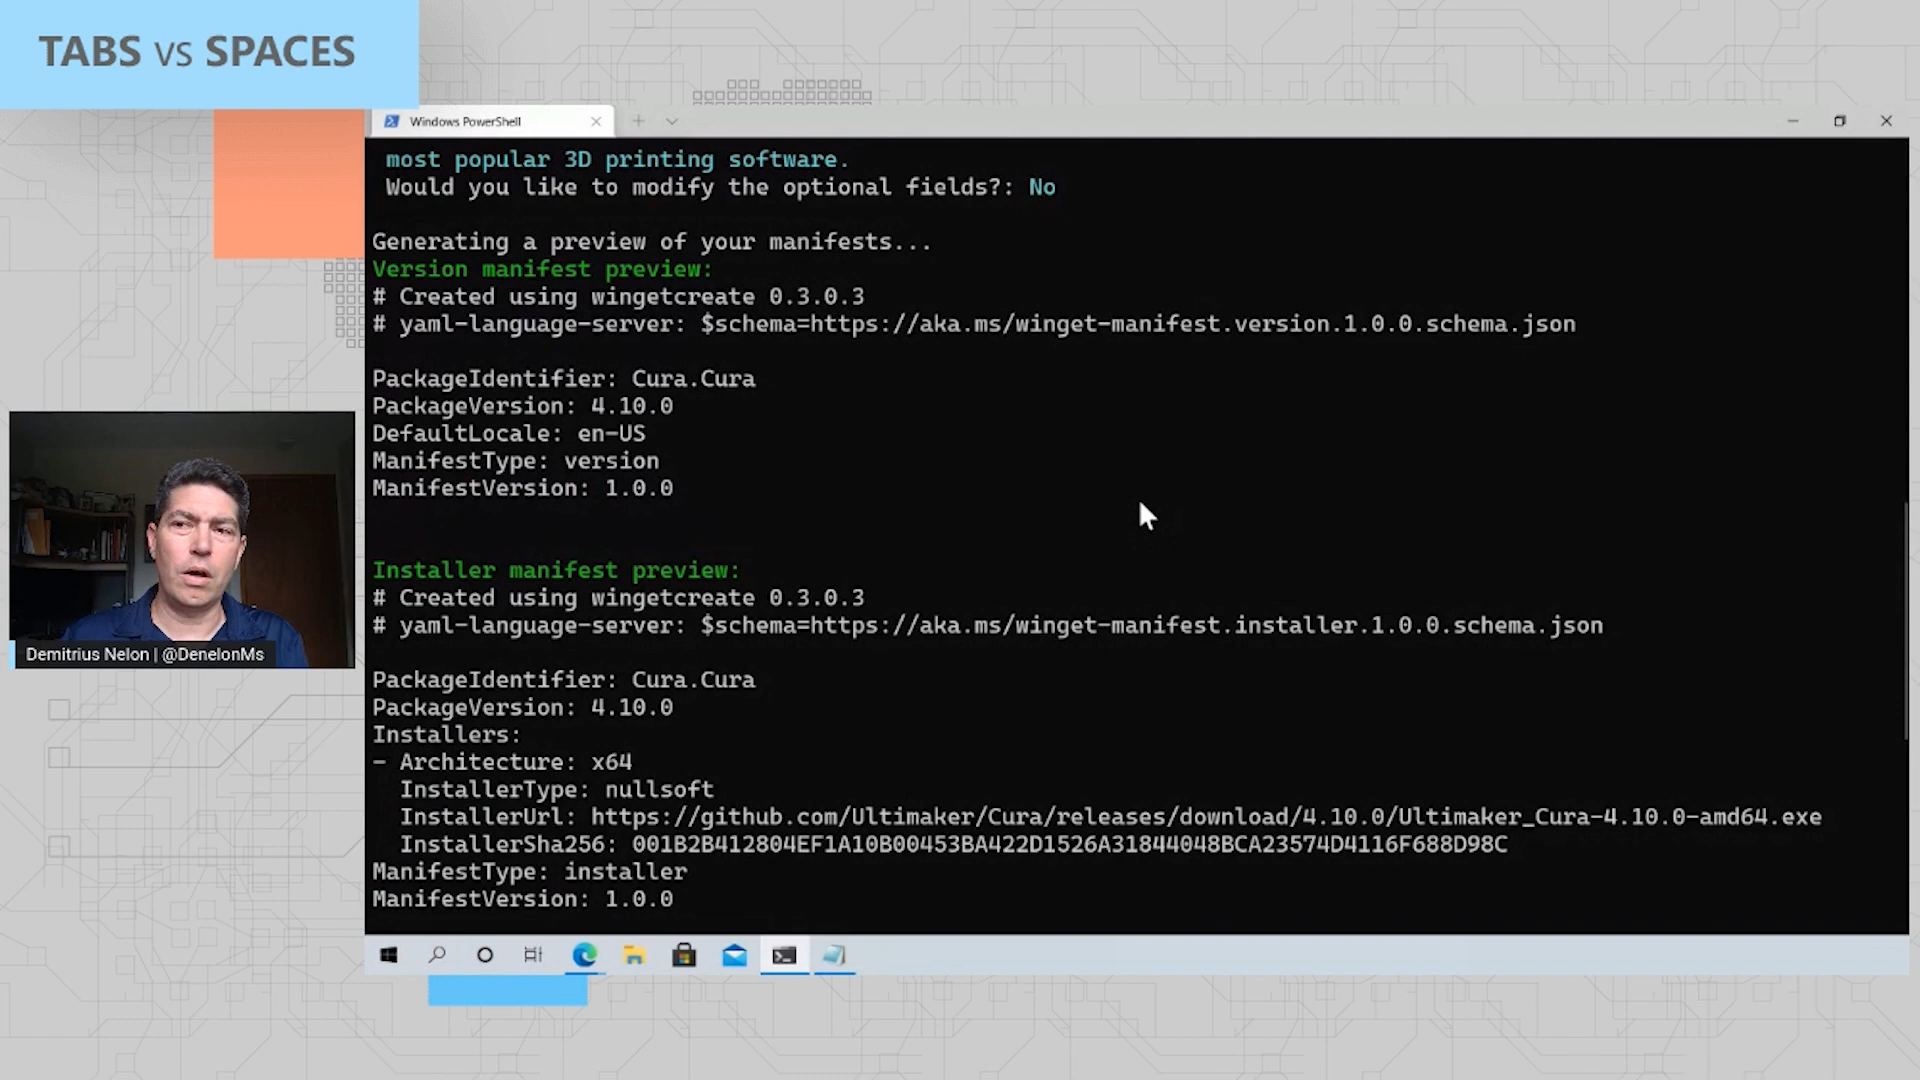 TABS VS SPACES
Windows PowerShell
most popular 3D printing software.
Would you like to modify the optional fields?: No
Generating a preview of your manifests...
Version manifest preview:
# Created using wingetcreate 0.3.0.3
# yaml-language-server: $schema=https://aka.ms/winget-manifest.version.1.0.0.schema.json
PackageIdentifier: Cura.Cura
PackageVersion: 4.10.0
DefaultLocale: en-US
ManifestType: version
ManifestVersion: 1.0.0
Installer manifest preview:
# Created using wingetcreate 0.3.0.3
# yaml-language-server: $schema=https://aka.ms/winget-manifest.installer.1.0.0.schema.json
PackageIdentifier: Cura.Cura
PackageVersion: 4.10.0
Installers:
- Architecture: x64
InstallerType: nullsoft
InstallerUrl: https://github.com/Ultimaker/Cura/releases/download/4.10.0/Ultimaker_Cura-4.10.0-amd64.exe
InstallerSha256: 001B2B412804EF1A10B00453BA422D1526A31844048BCA23574D4116F688D98C
ManifestType: installer
ManifestVersion: 1.0.0
Demitrius Nelon | @DenelonMs